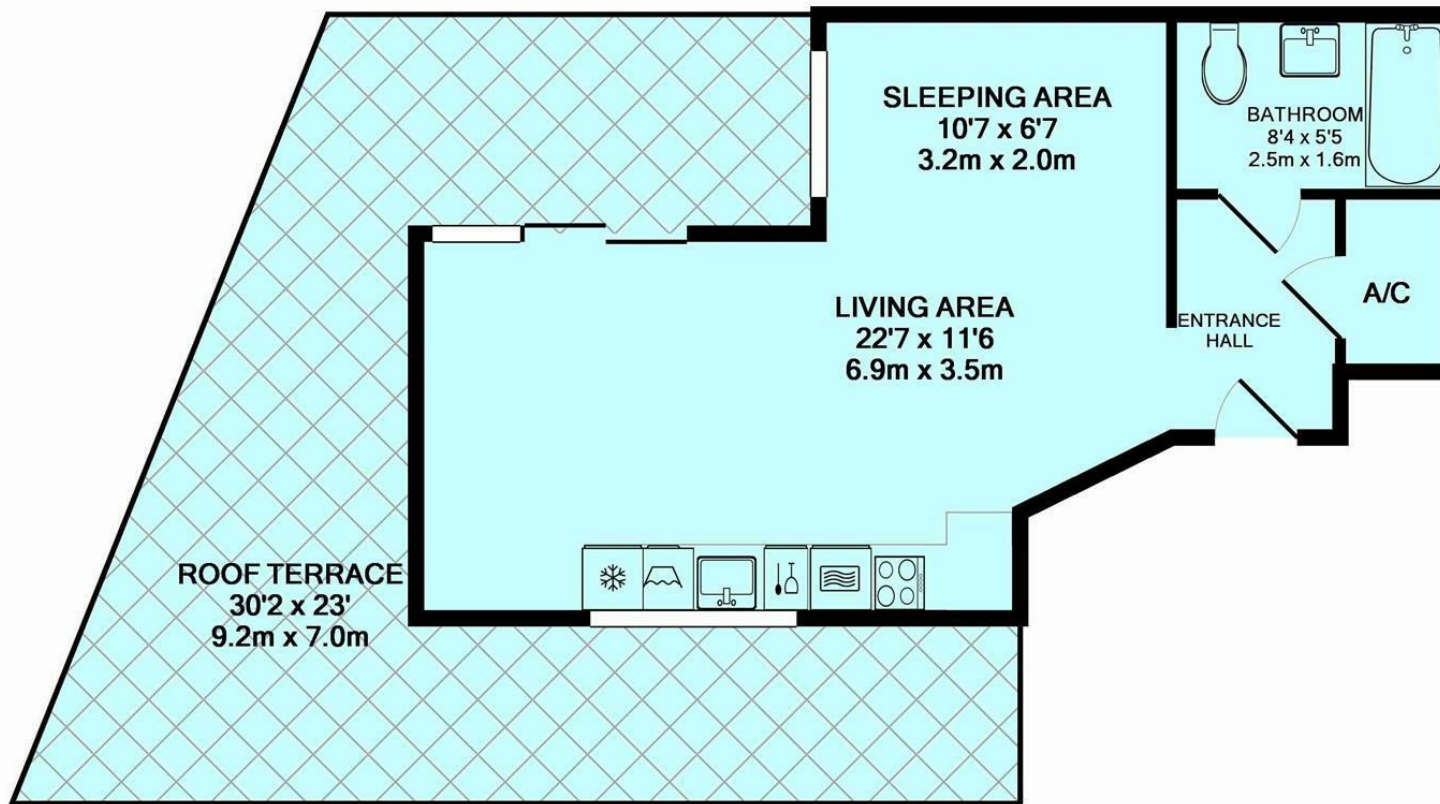 SLEEPING AREA
10'7 x 6'7
3.2m x 2.0m
BATHROOM
8'4 x 5'5
2.5m x 1.6m
LIVING AREA
22'7 x 11'6
6.9m x 3.5m
ENTRANCE
HALL
A/C
ROOF TERRACE
30'2 x 23'
9.2m x 7.0m